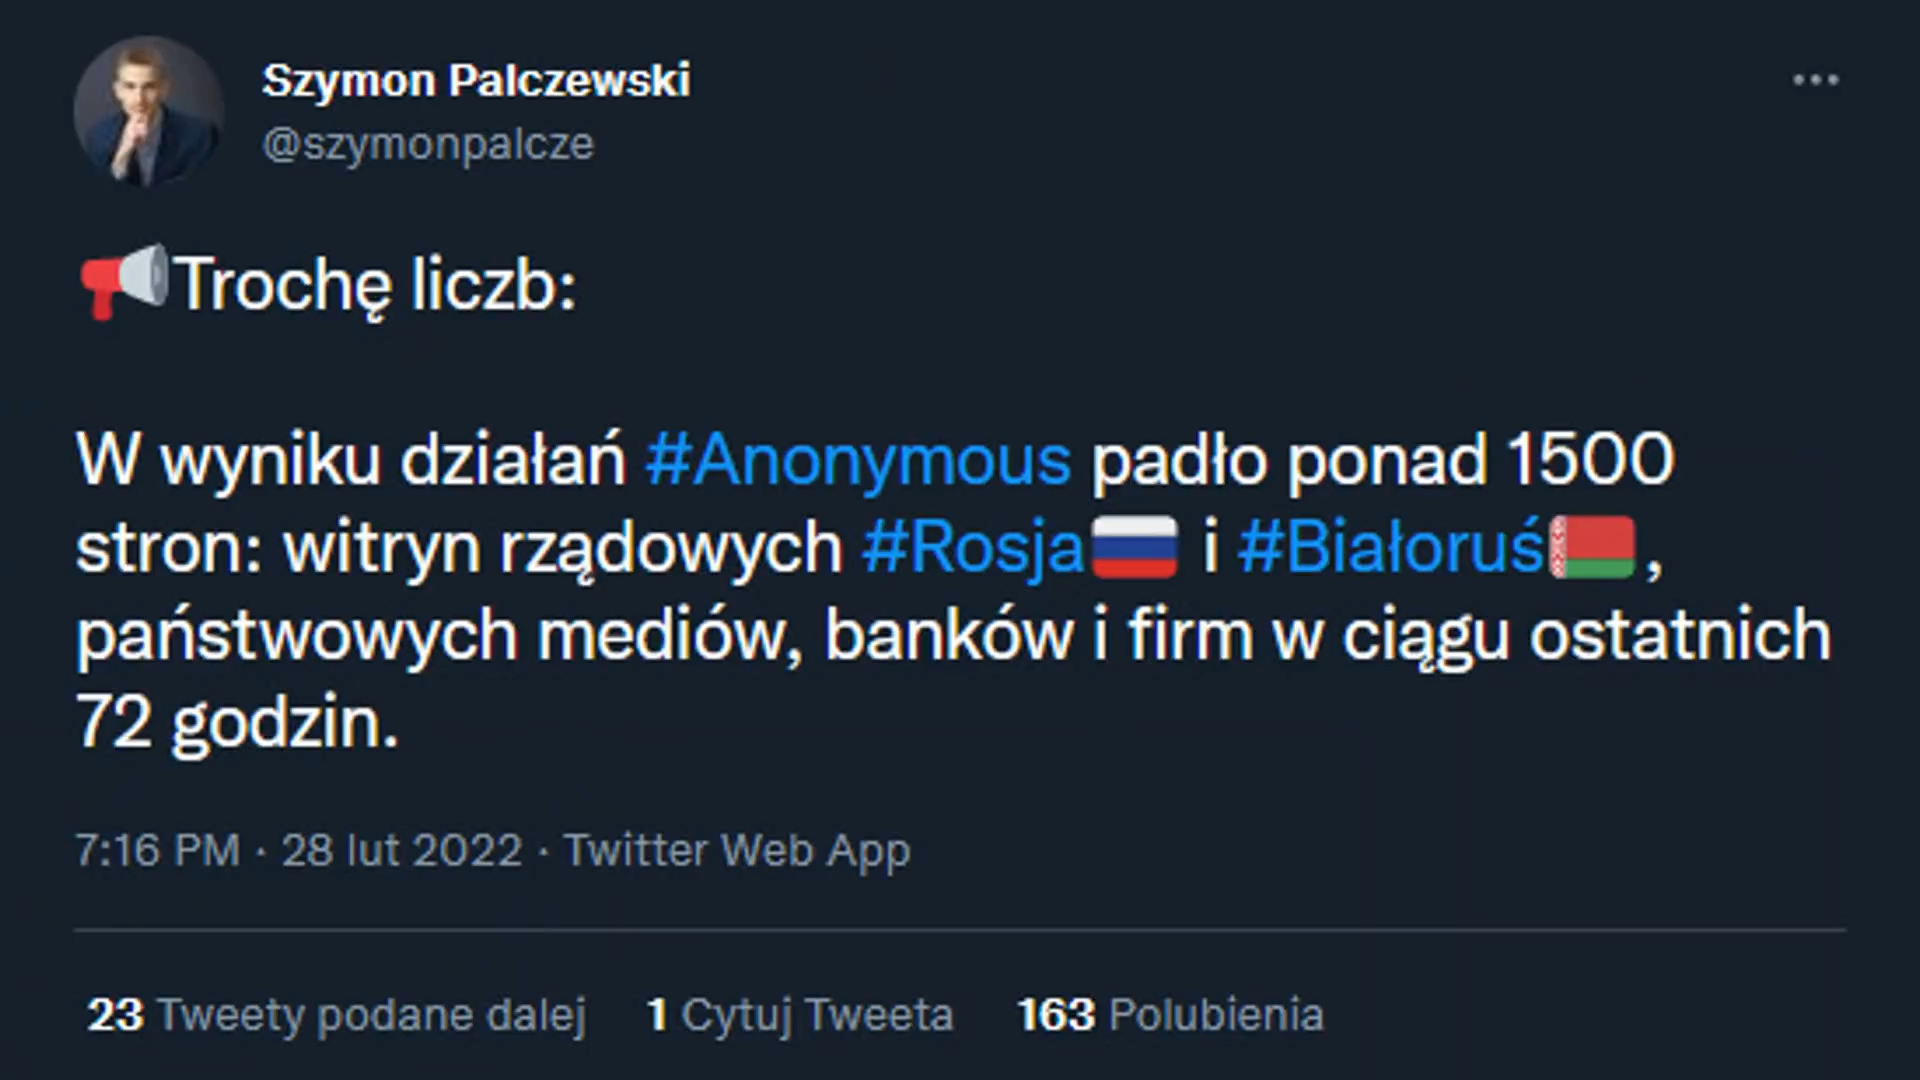 Szymon Palczewski
@szymonpalcze
📢Trochę liczb:
W wyniku działań #Anonymous padło ponad 1500
stron: witryn rządowych #Rosja🇷🇺 i #Białoruś🇧🇾,
państwowych mediów, banków i firm w ciągu ostatnich
72 godzin.
7:16 PM · 28 lut 2022 · Twitter Web App
23 Tweety podane dalej 1 Cytuj Tweeta 163 Polubienia